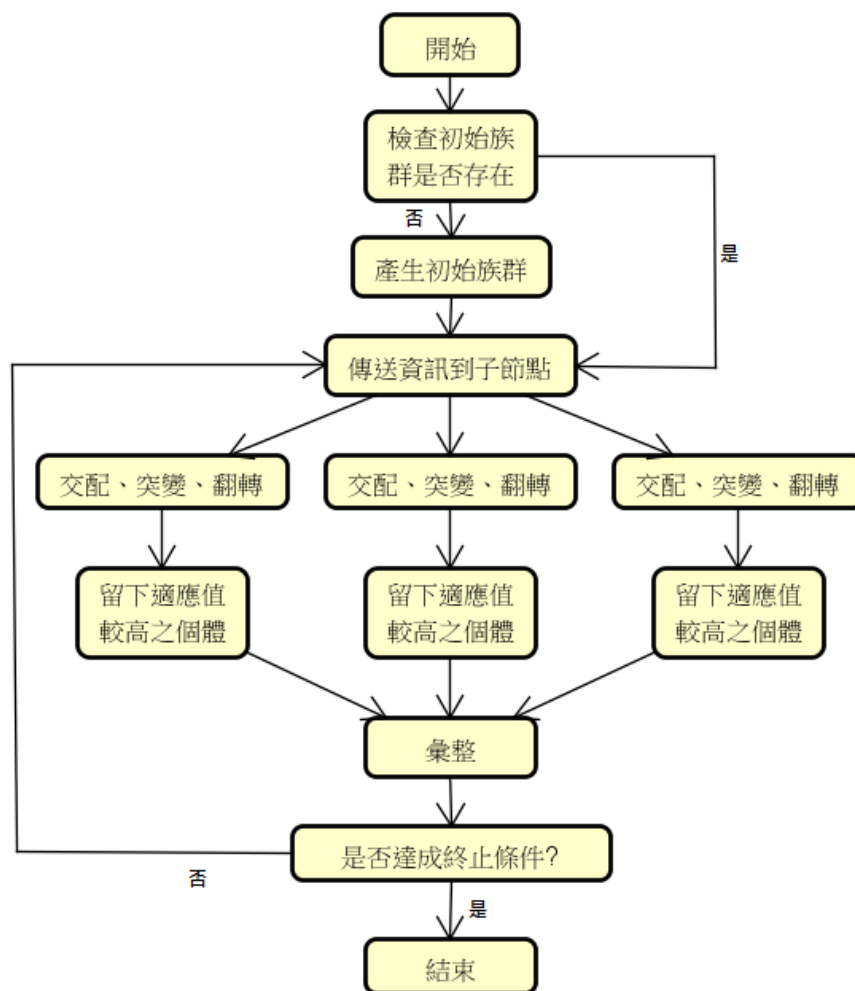 開始
檢查初始族
群是否存在
否
是
產生初始族群
傳送資訊到子節點
交配、突變、翻轉
交配、突變、翻轉
交配、突變、翻轉
留下適應值
較高之個體
留下適應值
較高之個體
留下適應值
較高之個體
彙整
是否達成終止條件?
否
是
結束